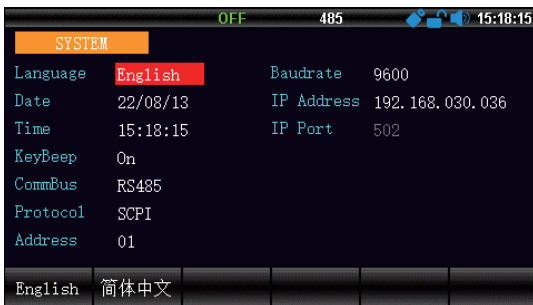 OFF 485 15:18:15
SYSTEM
Language English Baudrate 9600
Date 22/08/13 IP Address 192.168.030.036
Time 15:18:15 IP Port 502
KeyBeep On
CommBus RS485
Protocol SCPI
Address 01
English 简体中文